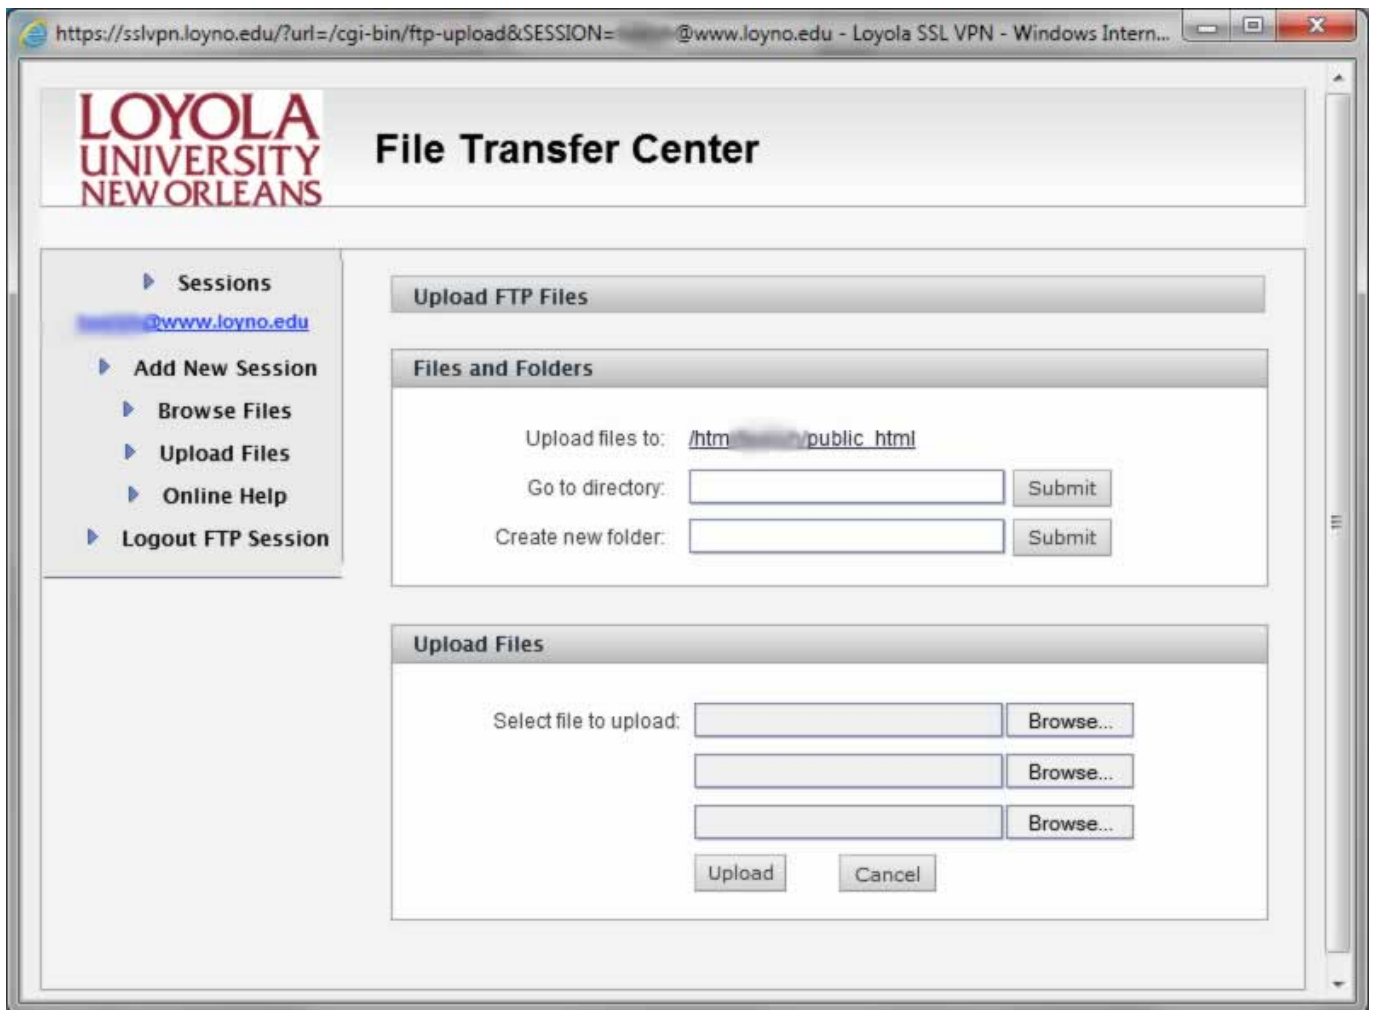 https://sslvpn.loyno.edu/?url=/cgi-bin/ftp-upload&SESSION= @www.loyno.edu - Loyola SSL VPN - Windows Intern...
LOYOLA
UNIVERSITY
NEW ORLEANS
File Transfer Center
Sessions
@www.loyno.edu
Add New Session
Browse Files
Upload Files
Online Help
Logout FTP Session
Upload FTP Files
Files and Folders
Upload files to: /htm /public_html
Go to directory: Submit
Create new folder: Submit
Upload Files
Select file to upload: Browse...
Browse...
Browse...
Upload Cancel